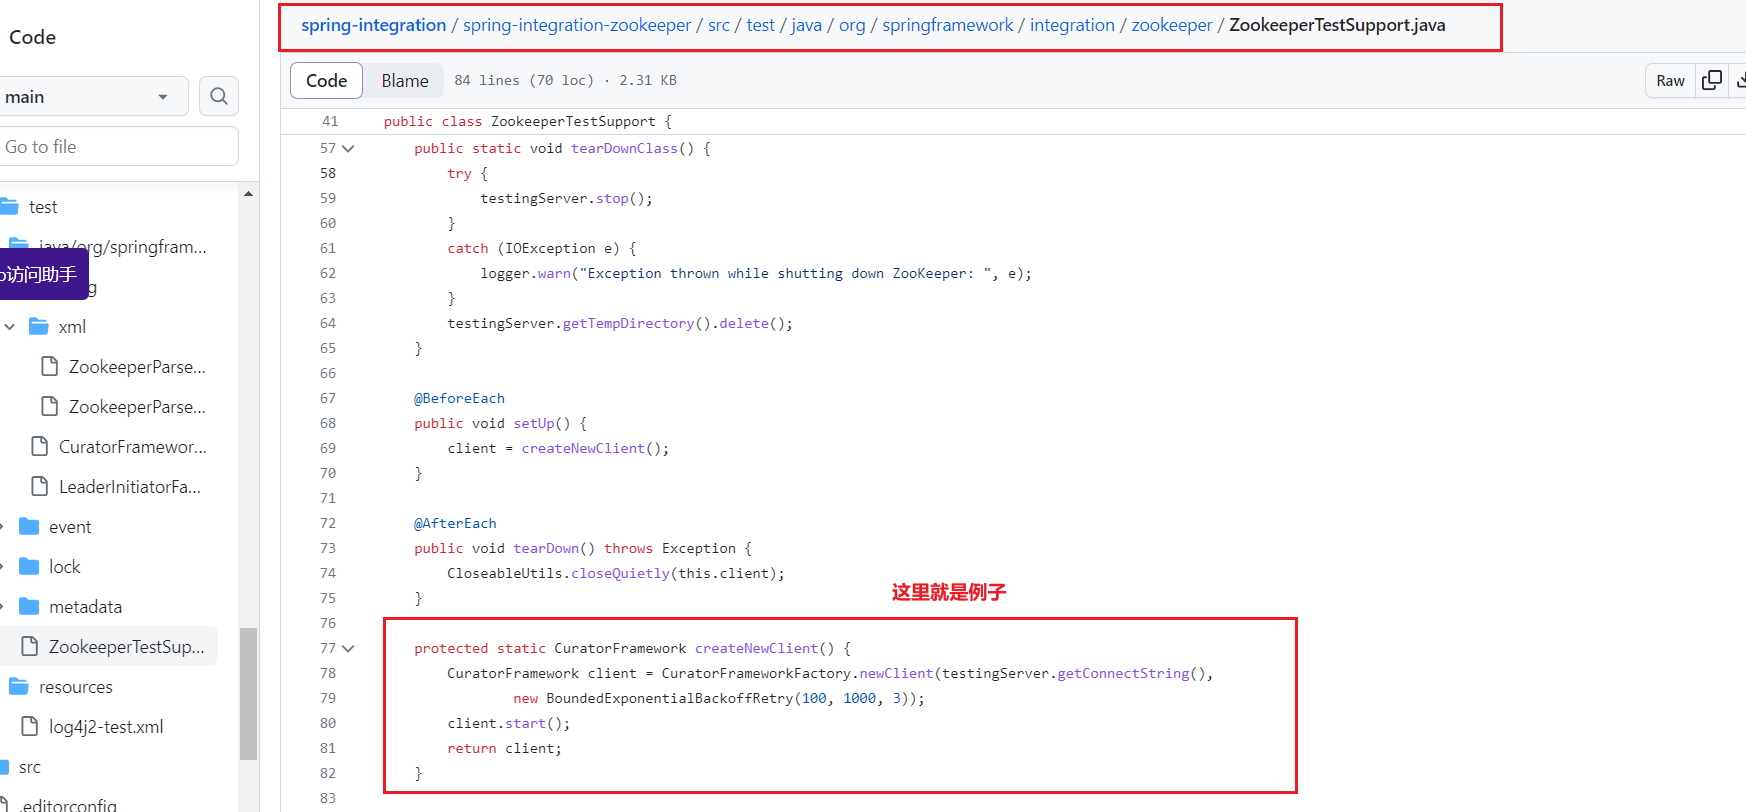 Code
main
Go to file
test
java/org/springfram...
访问助手
g
xml
ZookeeperParse...
ZookeeperParse...
CuratorFramewor...
LeaderInitiatorFa...
event
lock
metadata
ZookeeperTestSup...
resources
log4j2-test.xml
src
.editorconfig
spring-integration / spring-integration-zookeeper / src / test / java / org / springframework / integration / zookeeper / ZookeeperTestSupport.java
Code Blame 84 lines (70 loc) · 2.31 KB Raw
41 public class ZookeeperTestSupport {
57 public static void tearDownClass() {
58 try {
59 testingServer.stop();
60 }
61 catch (IOException e) {
62 logger.warn("Exception thrown while shutting down ZooKeeper: ", e);
63 }
64 testingServer.getTempDirectory().delete();
65 }
66
67 @BeforeEach
68 public void setUp() {
69 client = createNewClient();
70 }
71
72 @AfterEach
73 public void tearDown() throws Exception {
74 CloseableUtils.closeQuietly(this.client);
75 }
这里就是例子
76
77 protected static CuratorFramework createNewClient() {
78 CuratorFramework client = CuratorFrameworkFactory.newClient(testingServer.getConnectString(),
79 new BoundedExponentialBackoffRetry(100, 1000, 3));
80 client.start();
81 return client;
82 }
83